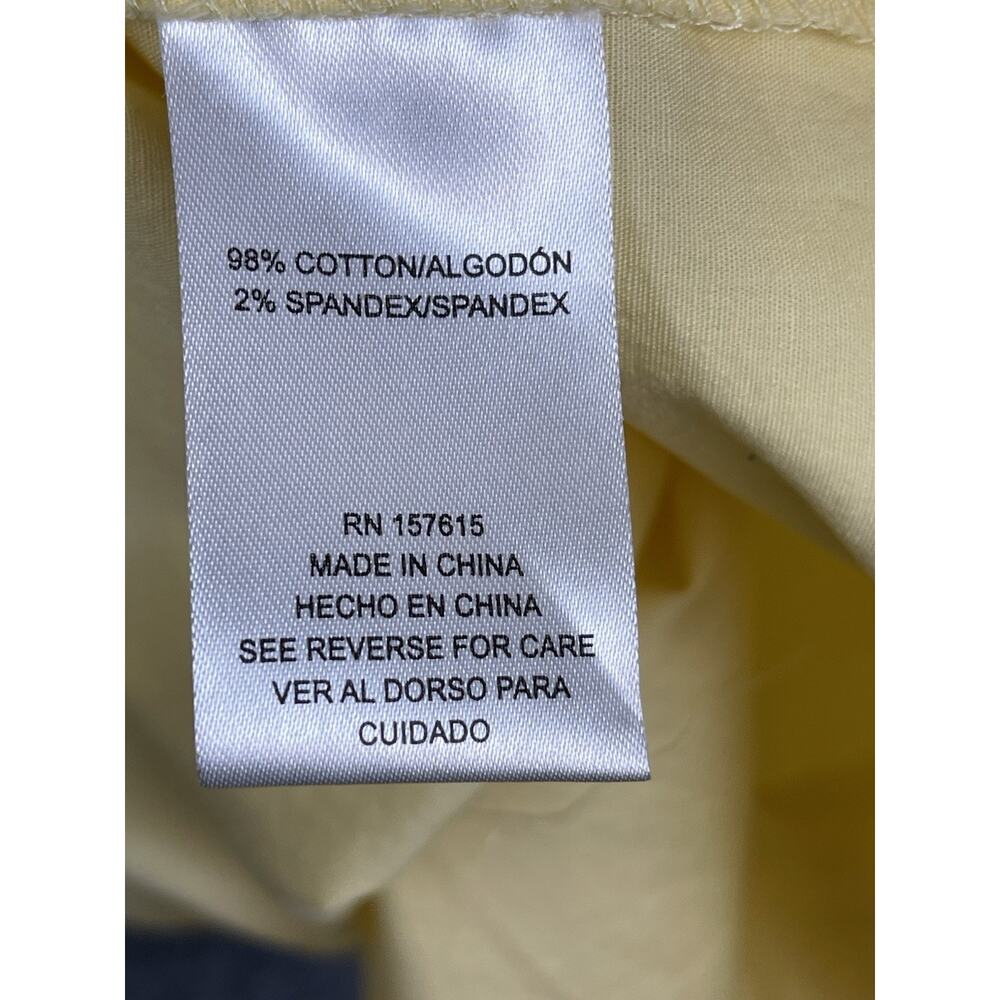 98% COTTON/ALGODÓN
2% SPANDEX/SPANDEX
RN 157615
MADE IN CHINA
HECHO EN CHINA
SEE REVERSE FOR CARE
VER AL DORSO PARA
CUIDADO